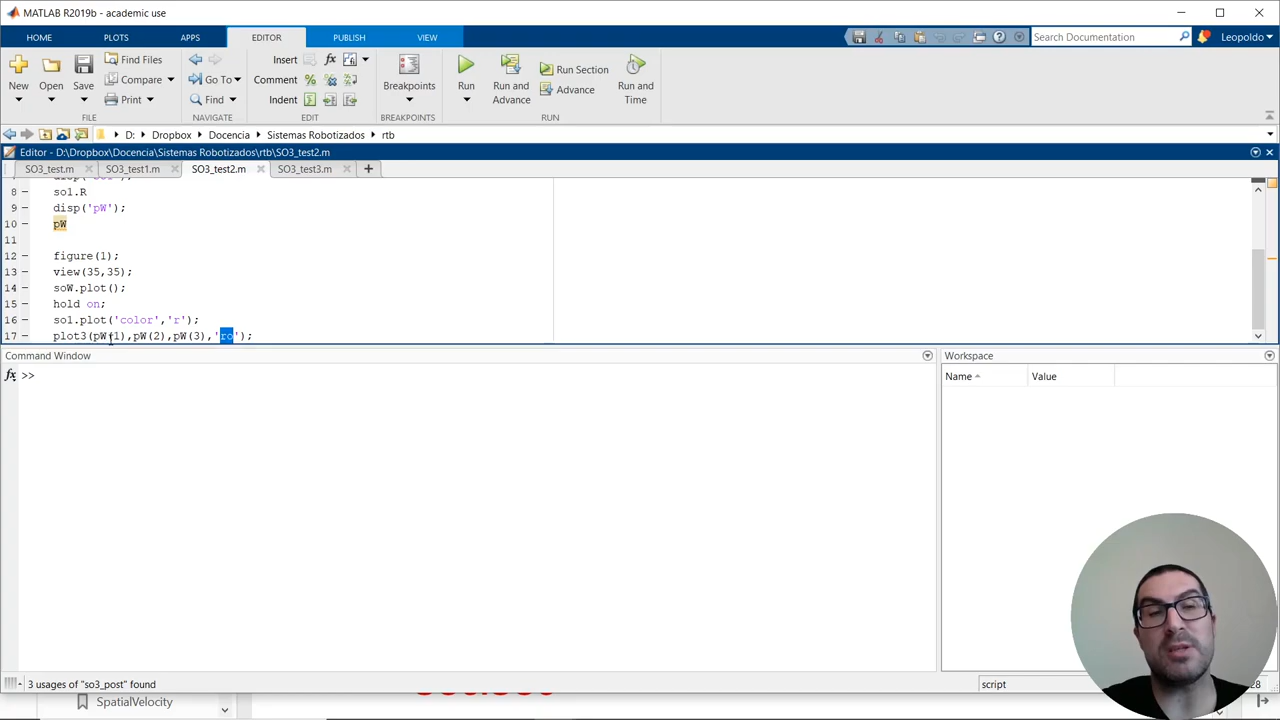 MATLAB R2019b - academic use
HOME PLOTS APPS EDITOR PUBLISH VIEW Search Documentation Leopoldo
New Open Save Find Files Compare Print FILE
Go To Find NAVIGATE
Insert fx Comment Indent EDIT
Breakpoints BREAKPOINTS
Run Run and Advance Run Section Advance Run and Time RUN
D: Dropbox Docencia Sistemas Robotizados rtb
Editor - D:\Dropbox\Docencia\Sistemas Robotizados\rtb\SO3_test2.m
SO3_test.m SO3_test1.m SO3_test2.m SO3_test3.m
8 - so1.R
9 - disp('pW');
10 - pW
11
12 - figure(1);
13 - view(35,35);
14 - soW.plot();
15 - hold on;
16 - so1.plot('color','r');
17 - plot3(pW(1),pW(2),pW(3),'ro');
Command Window Workspace
fx >> Name Value
3 usages of "so3_post" found script
SpatialVelocity